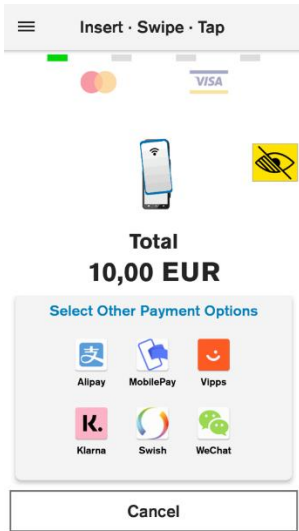 Insert · Swipe · Tap
VISA
Total
10,00 EUR
Select Other Payment Options
支
Alipay MobilePay Vipps
K.
Klarna Swish WeChat
Cancel